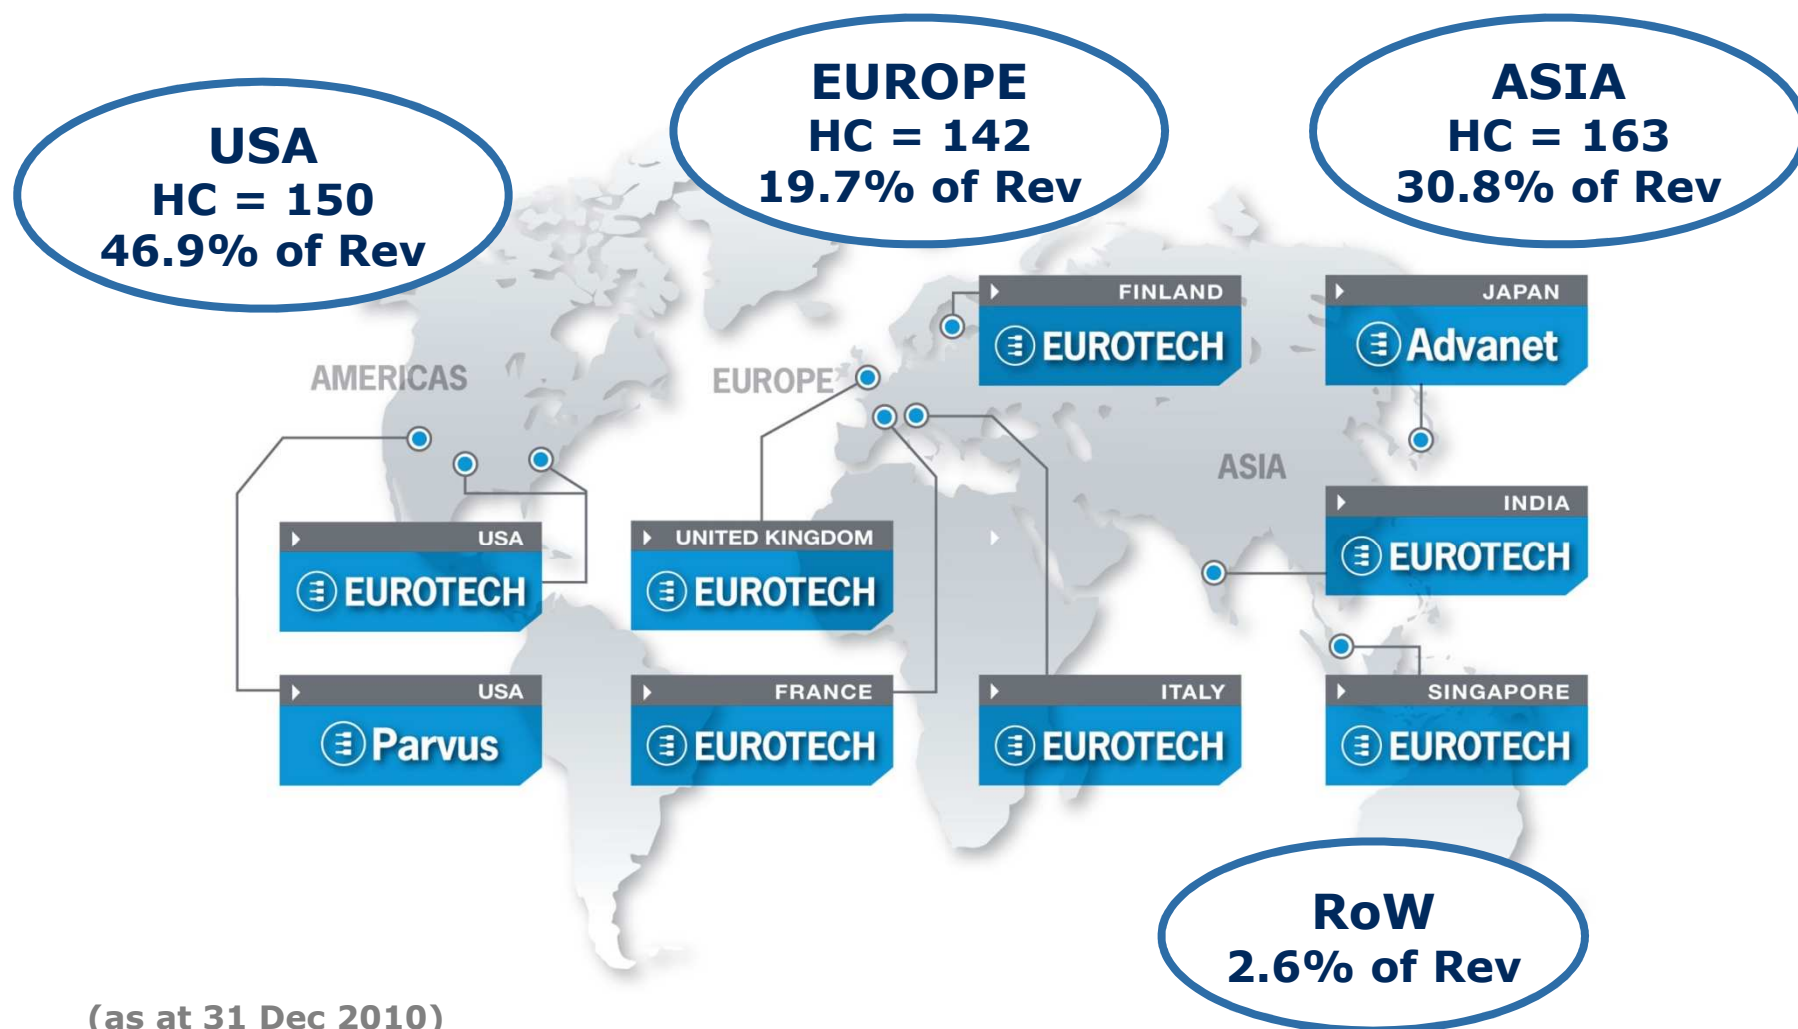 USA
HC = 150
46.9% of Rev
EUROPE
HC = 142
19.7% of Rev
ASIA
HC = 163
30.8% of Rev
AMERICAS
EUROPE
ASIA
FINLAND
EUROTECH
JAPAN
Advanet
INDIA
EUROTECH
USA
EUROTECH
UNITED KINGDOM
EUROTECH
USA
Parvus
FRANCE
EUROTECH
ITALY
EUROTECH
SINGAPORE
EUROTECH
RoW
2.6% of Rev
(as at 31 Dec 2010)